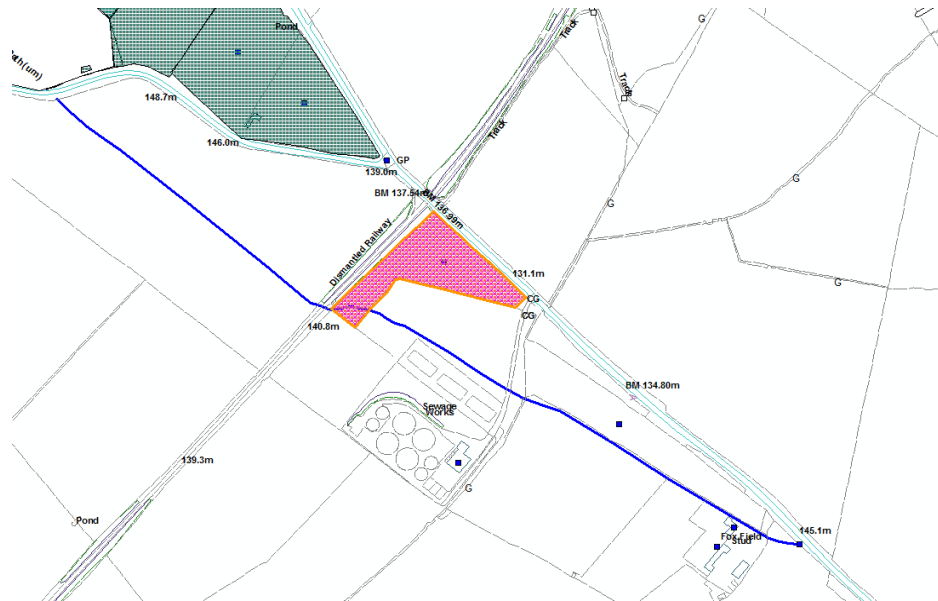 Pond
Track
G
Track
148.7m
146.0m
GP
139.0m
Track
BM 137.54m
BM 136.99m
G
G
Dismantled Railway
131.1m
G
CG
CG
140.8m
BM 134.80m
Sewage
Works
139.3m
G
Pond
145.1m
Fox Field
Stud